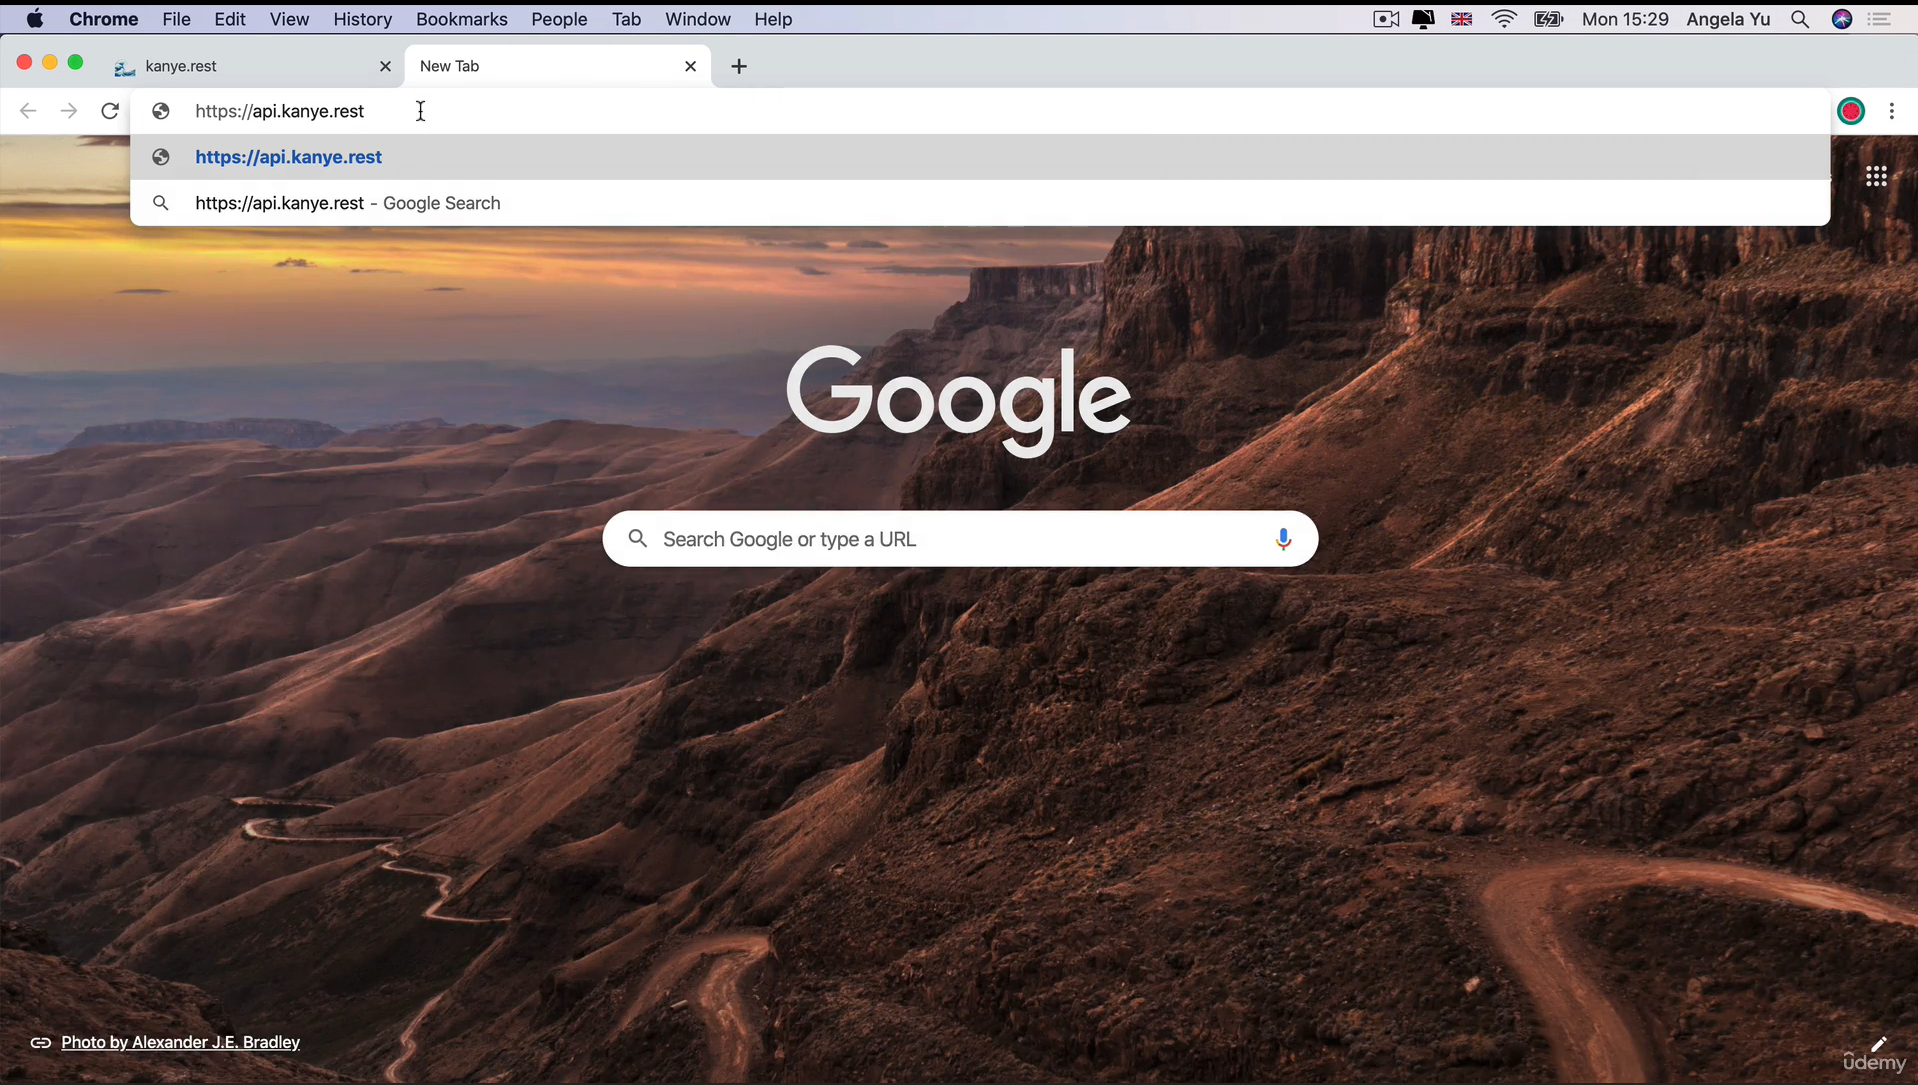 Chrome File Edit View History Bookmarks People Tab Window Help Mon 15:29 Angela Yu
kanye.rest New Tab
https://api.kanye.rest
https://api.kanye.rest
https://api.kanye.rest - Google Search
Google
Search Google or type a URL
Photo by Alexander J.E. Bradley
ûdemy